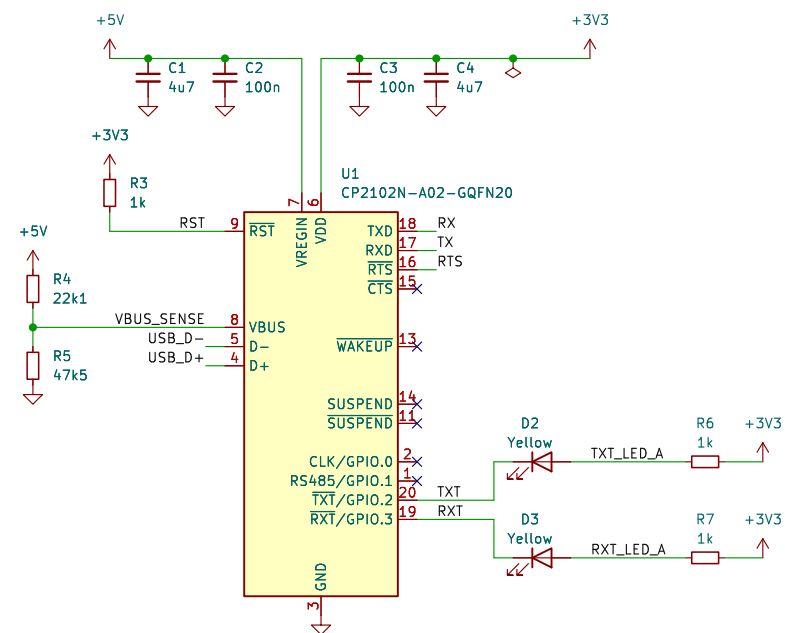 +5V
+3V3
C1
4u7
C2
100n
C3
100n
C4
4u7
+3V3
R3
1k
U1
CP2102N-A02-GQFN20
7
6
VREGIN
VDD
RST
9
RST
TXD
18
RX
RXD
17
TX
RTS
16
RTS
CTS
15
+5V
R4
22k1
VBUS_SENSE
8
VBUS
USB_D-
5
D-
USB_D+
4
D+
WAKEUP
13
R5
47k5
SUSPEND
14
SUSPEND
11
CLK/GPIO.0
2
RS485/GPIO.1
1
TXT/GPIO.2
20
TXT
RXT/GPIO.3
19
RXT
D2
Yellow
TXT_LED_A
R6
1k
+3V3
D3
Yellow
RXT_LED_A
R7
1k
+3V3
GND
3